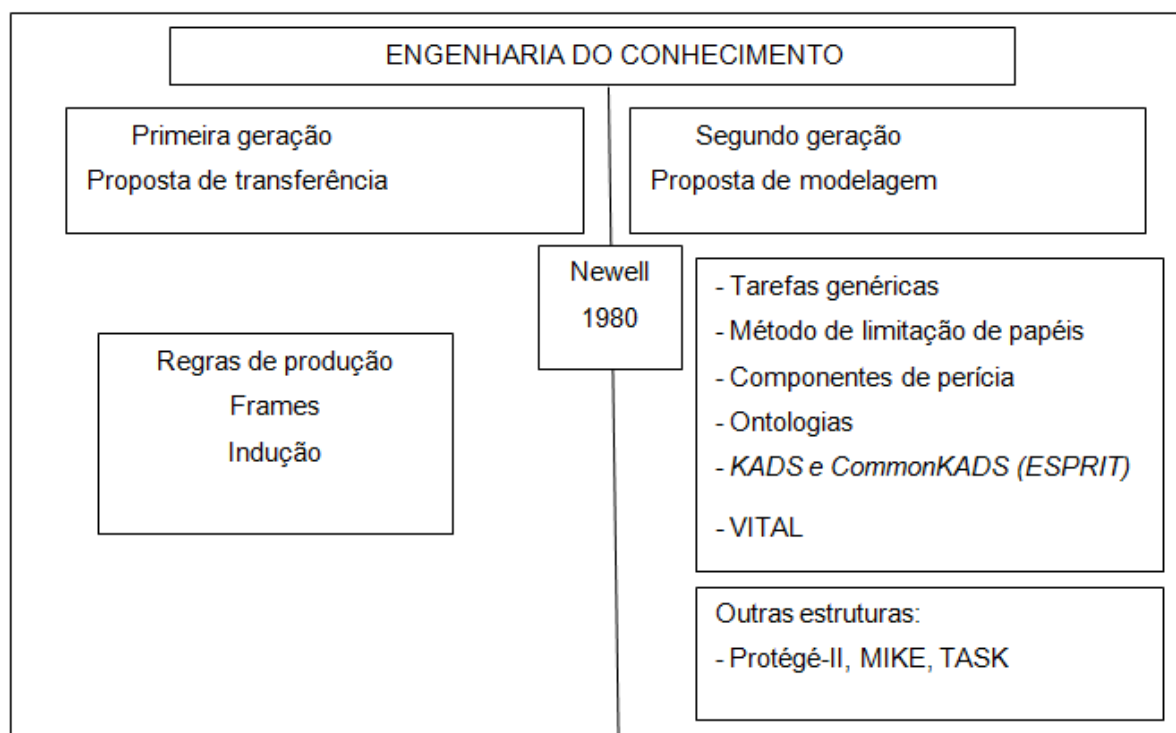 ENGENHARIA DO CONHECIMENTO
Primeira geração
Proposta de transferência
Segundo geração
Proposta de modelagem
Newell
1980
Regras de produção
Frames
Indução
- Tarefas genéricas
- Método de limitação de papéis
- Componentes de perícia
- Ontologias
- KADS e CommonKADS (ESPRIT)
- VITAL
Outras estruturas:
- Protégé-II, MIKE, TASK